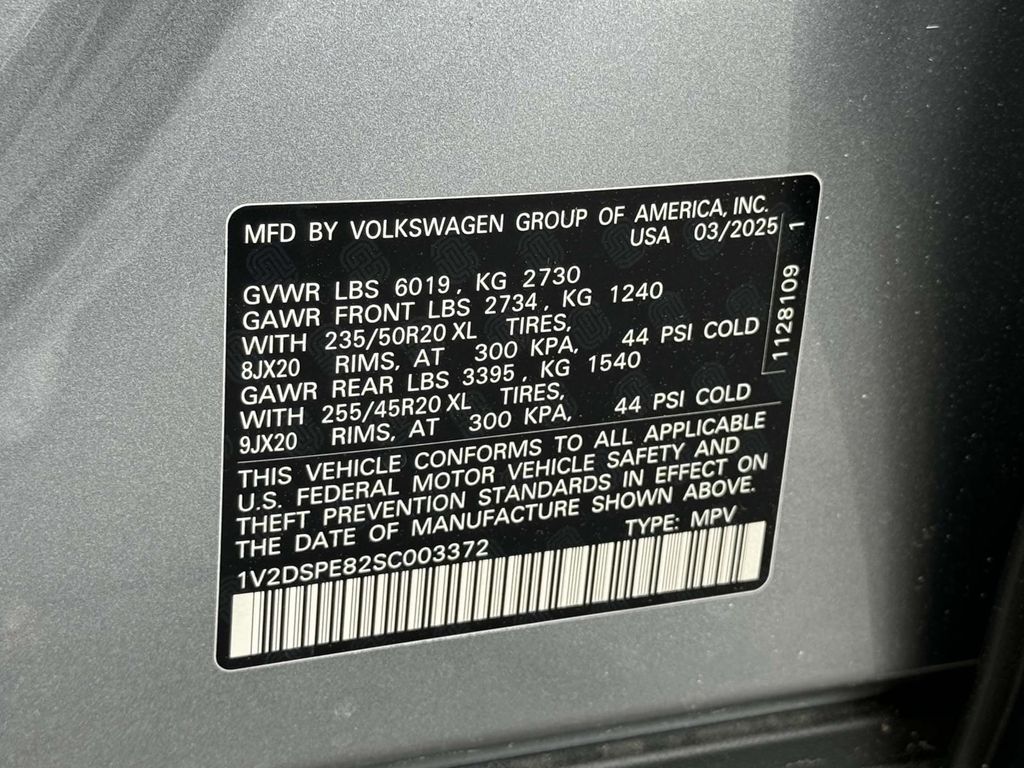 MFD BY VOLKSWAGEN GROUP OF AMERICA, INC.
USA 03/2025
GVWR LBS 6019, KG 2730
GAWR FRONT LBS 2734, KG 1240
WITH 235/50R20 XL TIRES,
8JX20 RIMS, AT 300 KPA, 44 PSI COLD
GAWR REAR LBS 3395, KG 1540
WITH 255/45R20 XL TIRES,
9JX20 RIMS, AT 300 KPA, 44 PSI COLD
THIS VEHICLE CONFORMS TO ALL APPLICABLE
U.S. FEDERAL MOTOR VEHICLE SAFETY AND
THEFT PREVENTION STANDARDS IN EFFECT ON
THE DATE OF MANUFACTURE SHOWN ABOVE.
TYPE: MPV
1V2DSPE82SC003372
1128109 1